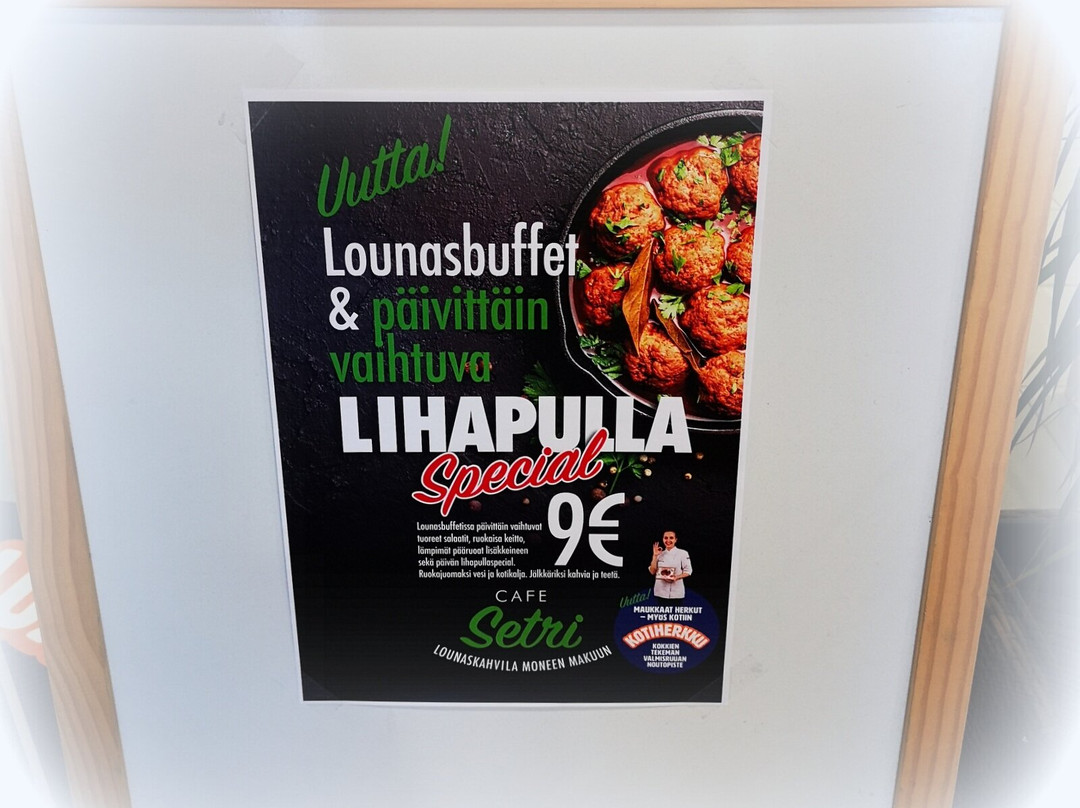 Uutta!
Lounasbuffet
& päivittäin
vaihtuva
LIHAPULLA
Special
9€
Lounasbuffetissa päivittäin vaihtuvat
tuoreet salaatit, ruokaisa keitto,
lämpimät pääruoat lisäkkeineen
sekä päivän lihapullaspecial.
Ruokajuomaksi vesi ja kotikalja. Jälkkäriksi kahvia ja teetä.
CAFE
Setri
LOUNASKAHVILA MONEEN MAKUUN
Uutta!
MAUKKAAT HERKUT
– MYÖS KOTIIN
KOTIHERKKU
KOKKIEN
TEKEMÄN
VALMISRUUAN
NOUTOPISTE